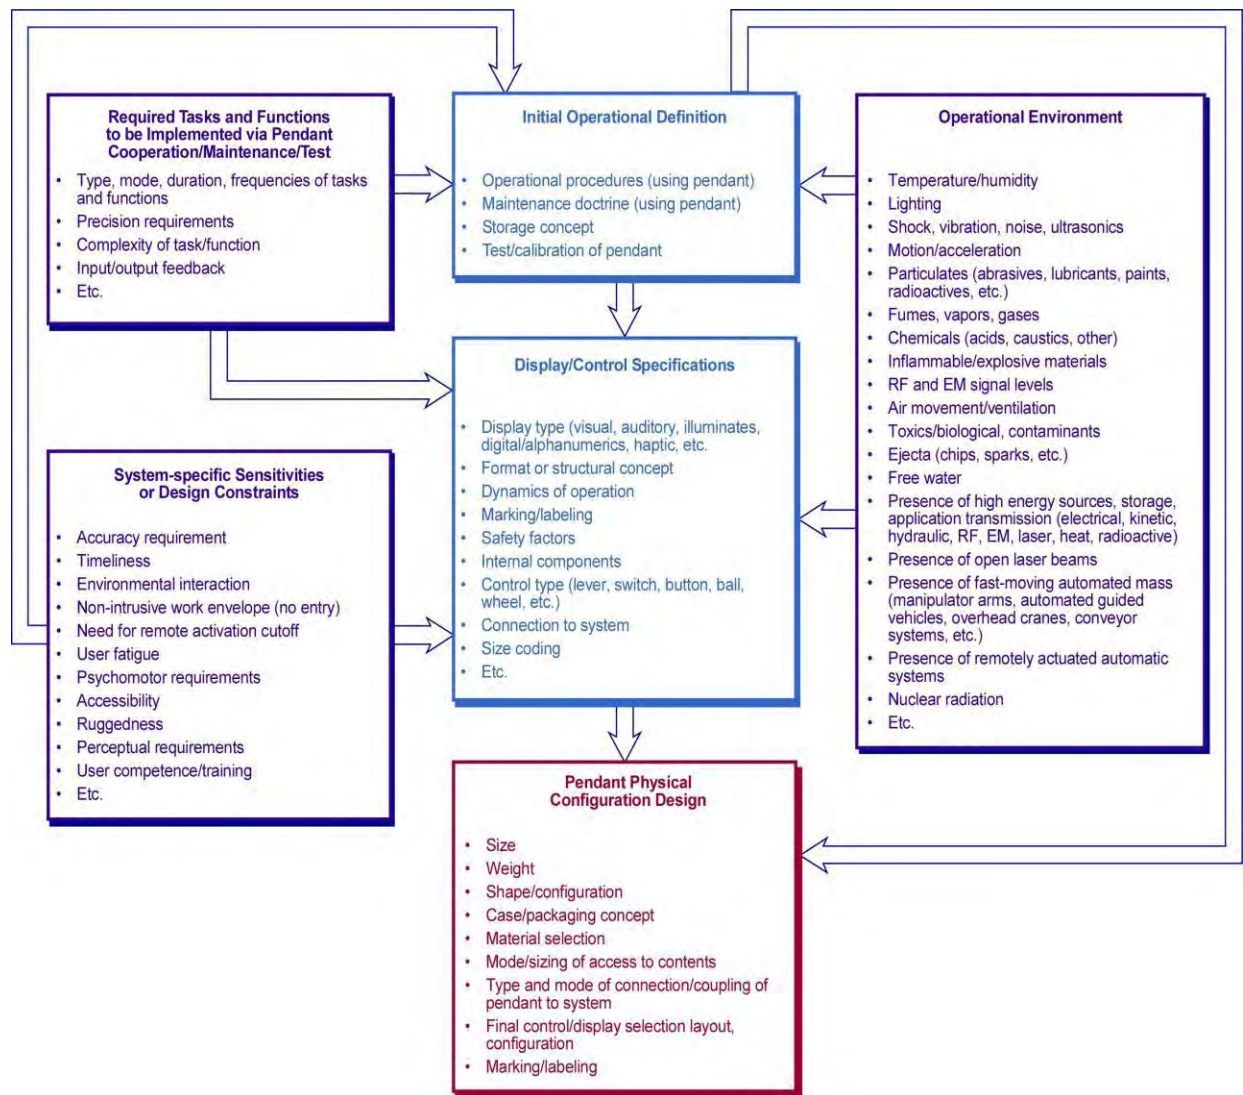 Required Tasks and Functions
to be Implemented via Pendant
Cooperation/Maintenance/Test
• Type, mode, duration, frequencies of tasks
and functions
• Precision requirements
• Complexity of task/function
• Input/output feedback
• Etc.
System-specific Sensitivities
or Design Constraints
• Accuracy requirement
• Timeliness
• Environmental interaction
• Non-intrusive work envelope (no entry)
• Need for remote activation cutoff
• User fatigue
• Psychomotor requirements
• Accessibility
• Ruggedness
• Perceptual requirements
• User competence/training
• Etc.
Initial Operational Definition
• Operational procedures (using pendant)
• Maintenance doctrine (using pendant)
• Storage concept
• Test/calibration of pendant
Display/Control Specifications
• Display type (visual, auditory, illuminates,
digital/alphanumerics, haptic, etc.
• Format or structural concept
• Dynamics of operation
• Marking/labeling
• Safety factors
• Internal components
• Control type (lever, switch, button, ball,
wheel, etc.)
• Connection to system
• Size coding
• Etc.
Pendant Physical
Configuration Design
• Size
• Weight
• Shape/configuration
• Case/packaging concept
• Material selection
• Mode/sizing of access to contents
• Type and mode of connection/coupling of
pendant to system
• Final control/display selection layout,
configuration
• Marking/labeling
Operational Environment
• Temperature/humidity
• Lighting
• Shock, vibration, noise, ultrasonics
• Motion/acceleration
• Particulates (abrasives, lubricants, paints,
radioactives, etc.)
• Fumes, vapors, gases
• Chemicals (acids, caustics, other)
• Inflammable/explosive materials
• RF and EM signal levels
• Air movement/ventilation
• Toxics/biological, contaminants
• Ejecta (chips, sparks, etc.)
• Free water
• Presence of high energy sources, storage,
application transmission (electrical, kinetic,
hydraulic, RF, EM, laser, heat, radioactive)
• Presence of open laser beams
• Presence of fast-moving automated mass
(manipulator arms, automated guided
vehicles, overhead cranes, conveyor
systems, etc.)
• Presence of remotely actuated automatic
systems
• Nuclear radiation
• Etc.